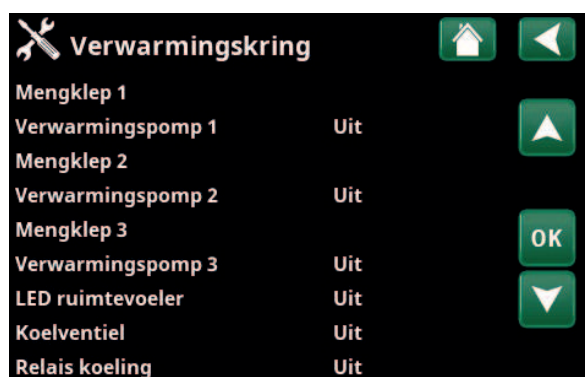 Verwarmingskring
Mengklep 1
Verwarmingspomp 1 Uit
Mengklep 2
Verwarmingspomp 2 Uit
Mengklep 3
OK
Verwarmingspomp 3 Uit
LED ruimtevoeler Uit
Koelventiel Uit
Relais koeling Uit